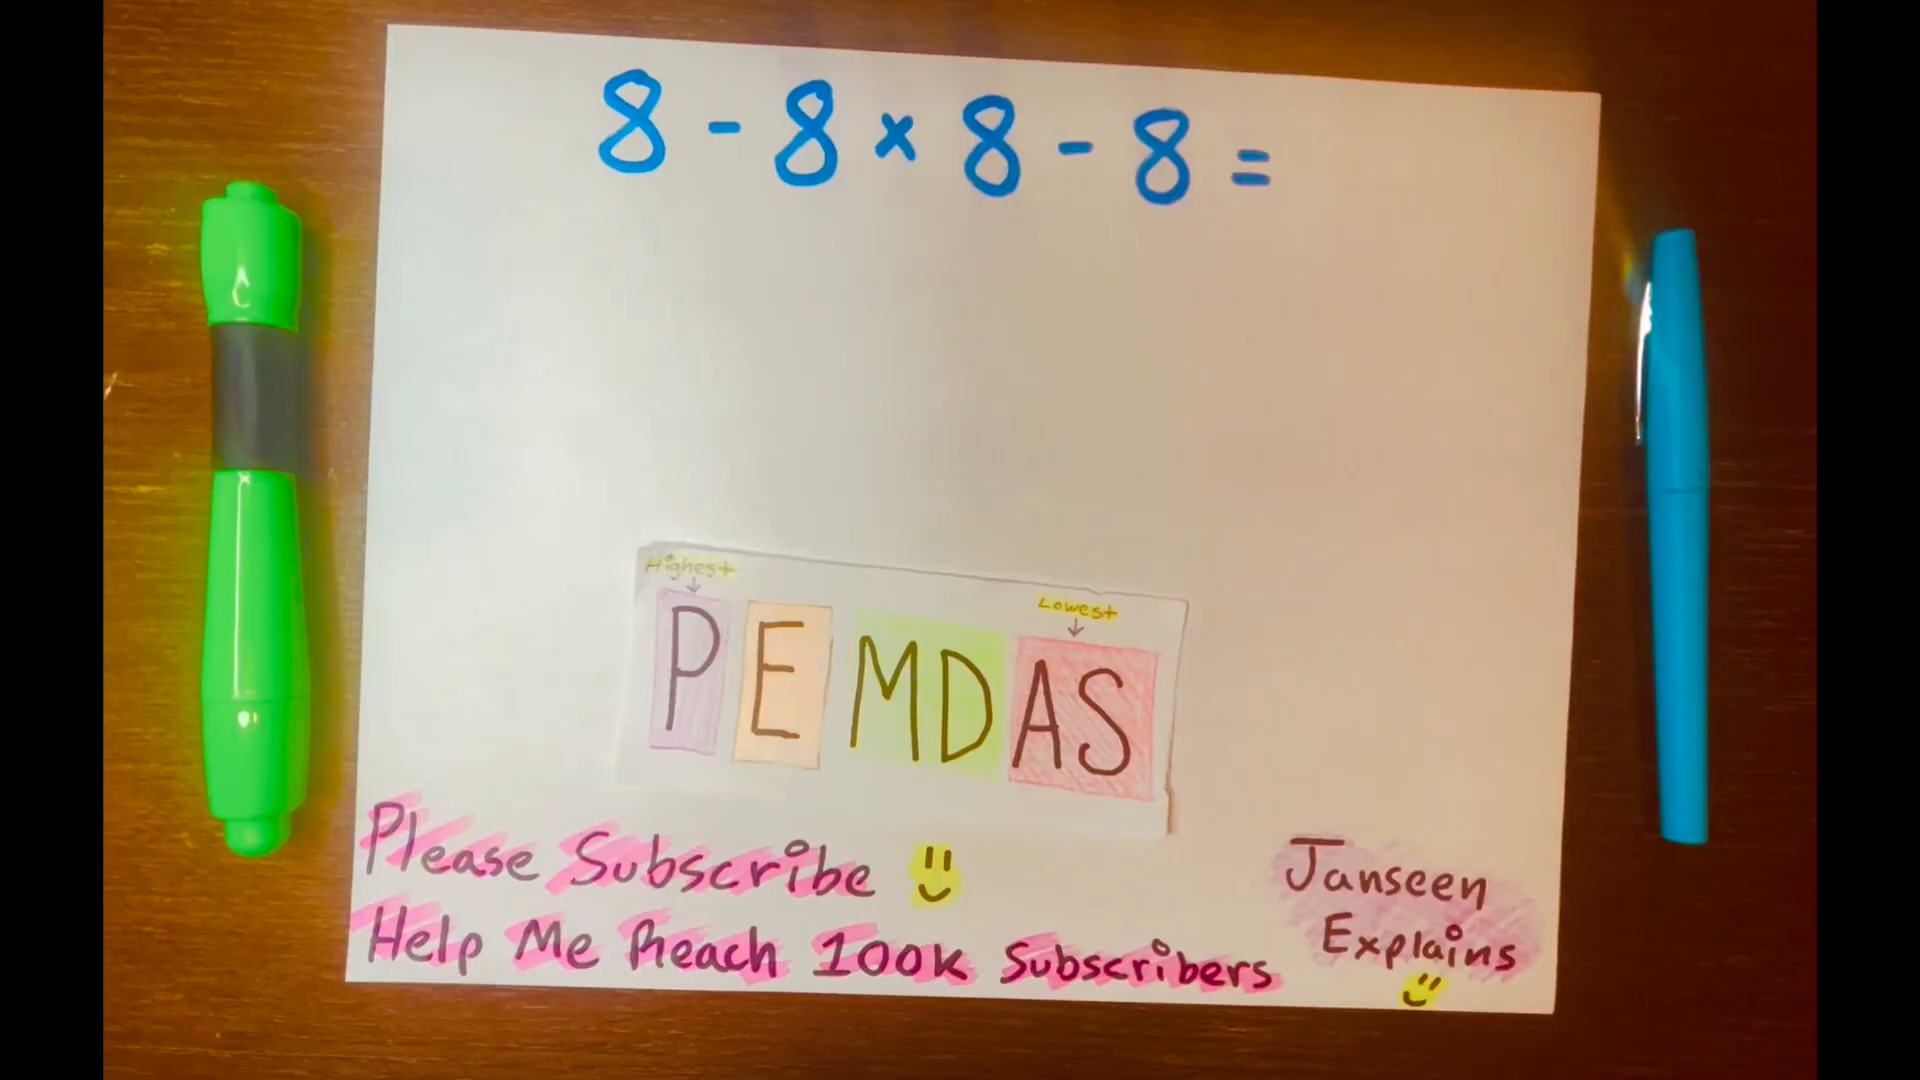 8 - 8 × 8 - 8 =
Highest
Lowest
PEMDAS
Please Subscribe
Help Me Reach 100K Subscribers
Janseen
Explains